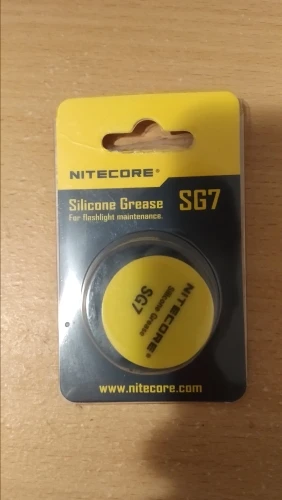 NITECORE®
Silicone Grease SG7
For flashlight maintenance.
NITECORE®
Silicone Grease
SG7
www.nitecore.com